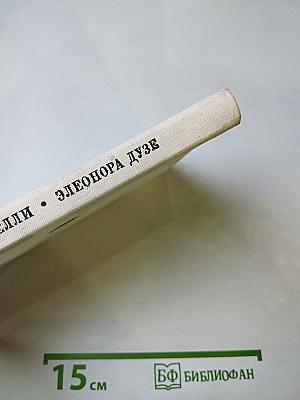 ЕЛЛИ • ЭЛЕОНОРА ДУЗЕ
15 см
БФ БИБЛИОФАН